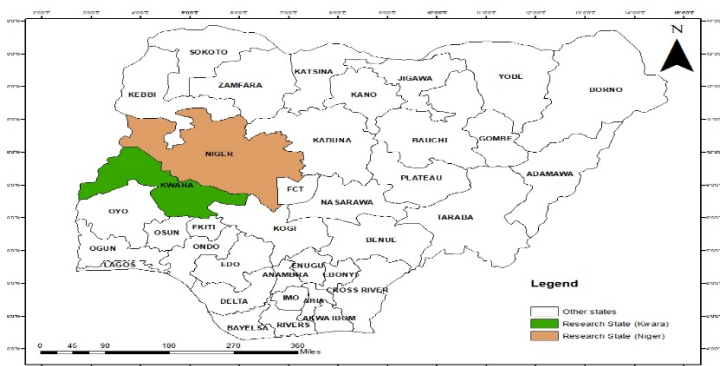 N
SOKOTO
KATSINA
ZAMFARA
JIGAWA
YOBE
BORNO
KEBBI
KANO
NIGER
KADUNA
BAUCHI
GOMBE
ADAMAWA
KWARA
FCT
PLATEAU
NASARAWA
TARABA
OYO
OSUN
EKITI
KOGI
BENUE
OGUN
ONDO
LAGOS
EDO
ENUGU
EBONYI
ANAMBRA
CROSS RIVER
DELTA
IMO
ABIA
AKWA IBOM
BAYELSA
RIVERS
Legend
Other states
Research State (Kwara)
Research State (Niger)
0 45 90 180 270 360
Miles